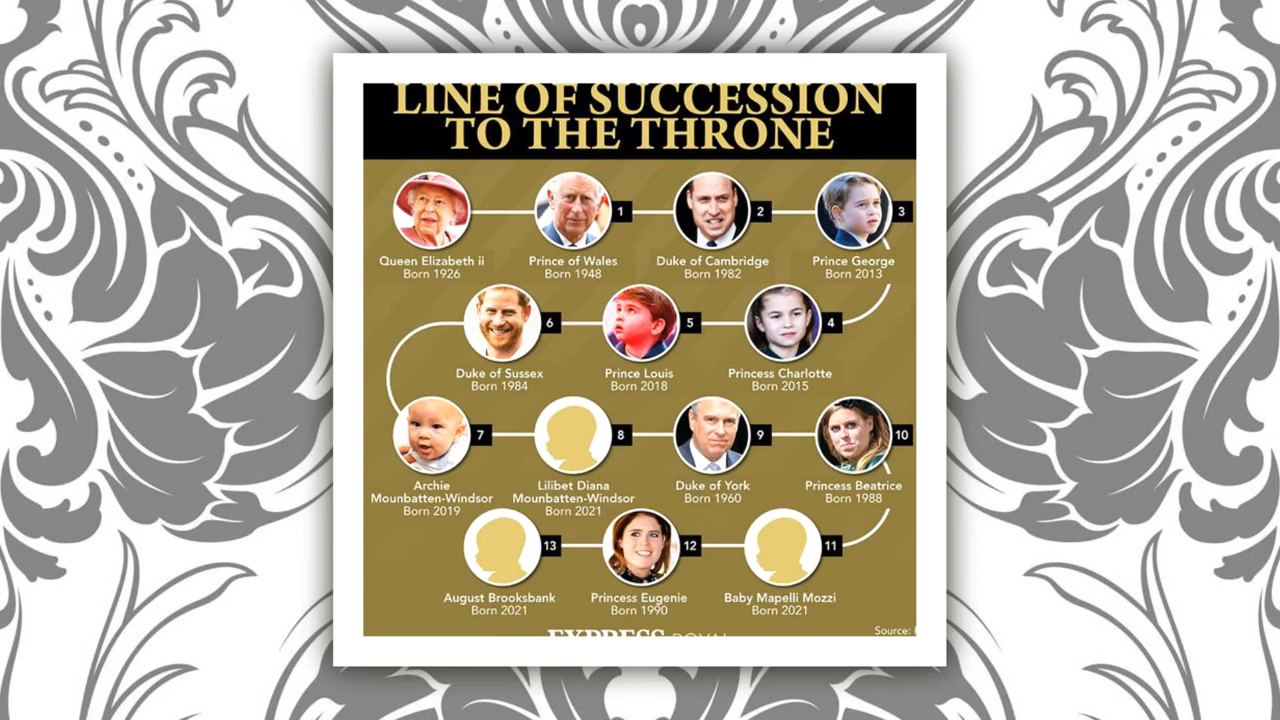 LINE OF SUCCESSION
TO THE THRONE
1
2
3
Queen Elizabeth ii
Born 1926
Prince of Wales
Born 1948
Duke of Cambridge
Born 1982
Prince George
Born 2013
6
5
4
Duke of Sussex
Born 1984
Prince Louis
Born 2018
Princess Charlotte
Born 2015
7
8
9
10
Archie
Mounbatten-Windsor
Born 2019
Lilibet Diana
Mounbatten-Windsor
Born 2021
Duke of York
Born 1960
Princess Beatrice
Born 1988
13
12
11
August Brooksbank
Born 2021
Princess Eugenie
Born 1990
Baby Mapelli Mozzi
Born 2021
EXPRESS ROYAL
Source: